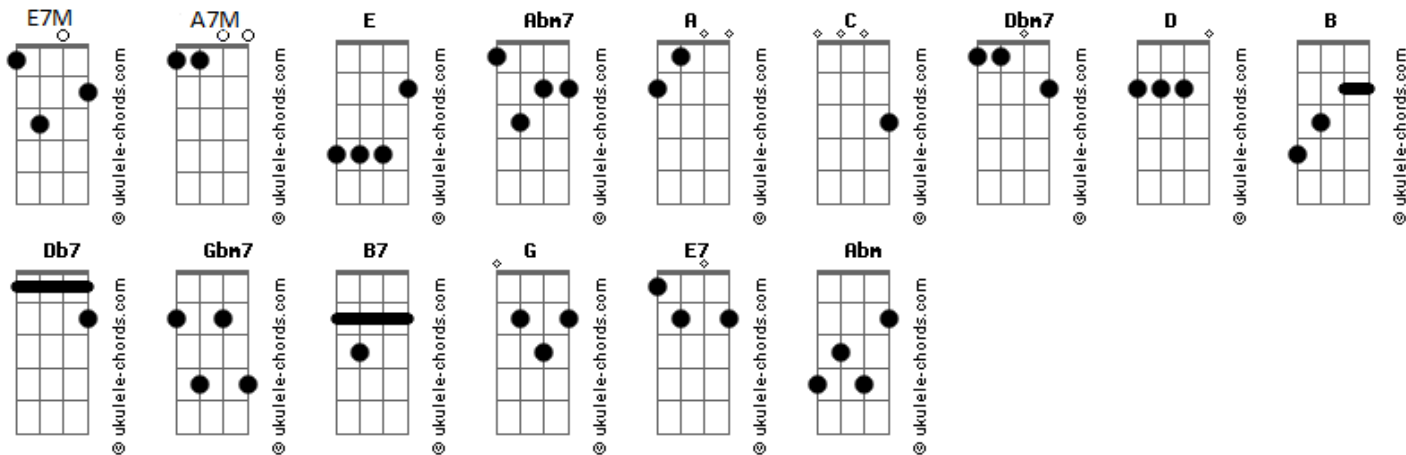 E7M A7M E Abm7 A C Dbm7 D B
© ukulele-chords.com © ukulele-chords.com © ukulele-chords.com © ukulele-chords.com © ukulele-chords.com © ukulele-chords.com © ukulele-chords.com © ukulele-chords.com © ukulele-chords.com
Db7 Gbm7 B7 G E7 Abm
© ukulele-chords.com © ukulele-chords.com © ukulele-chords.com © ukulele-chords.com © ukulele-chords.com © ukulele-chords.com